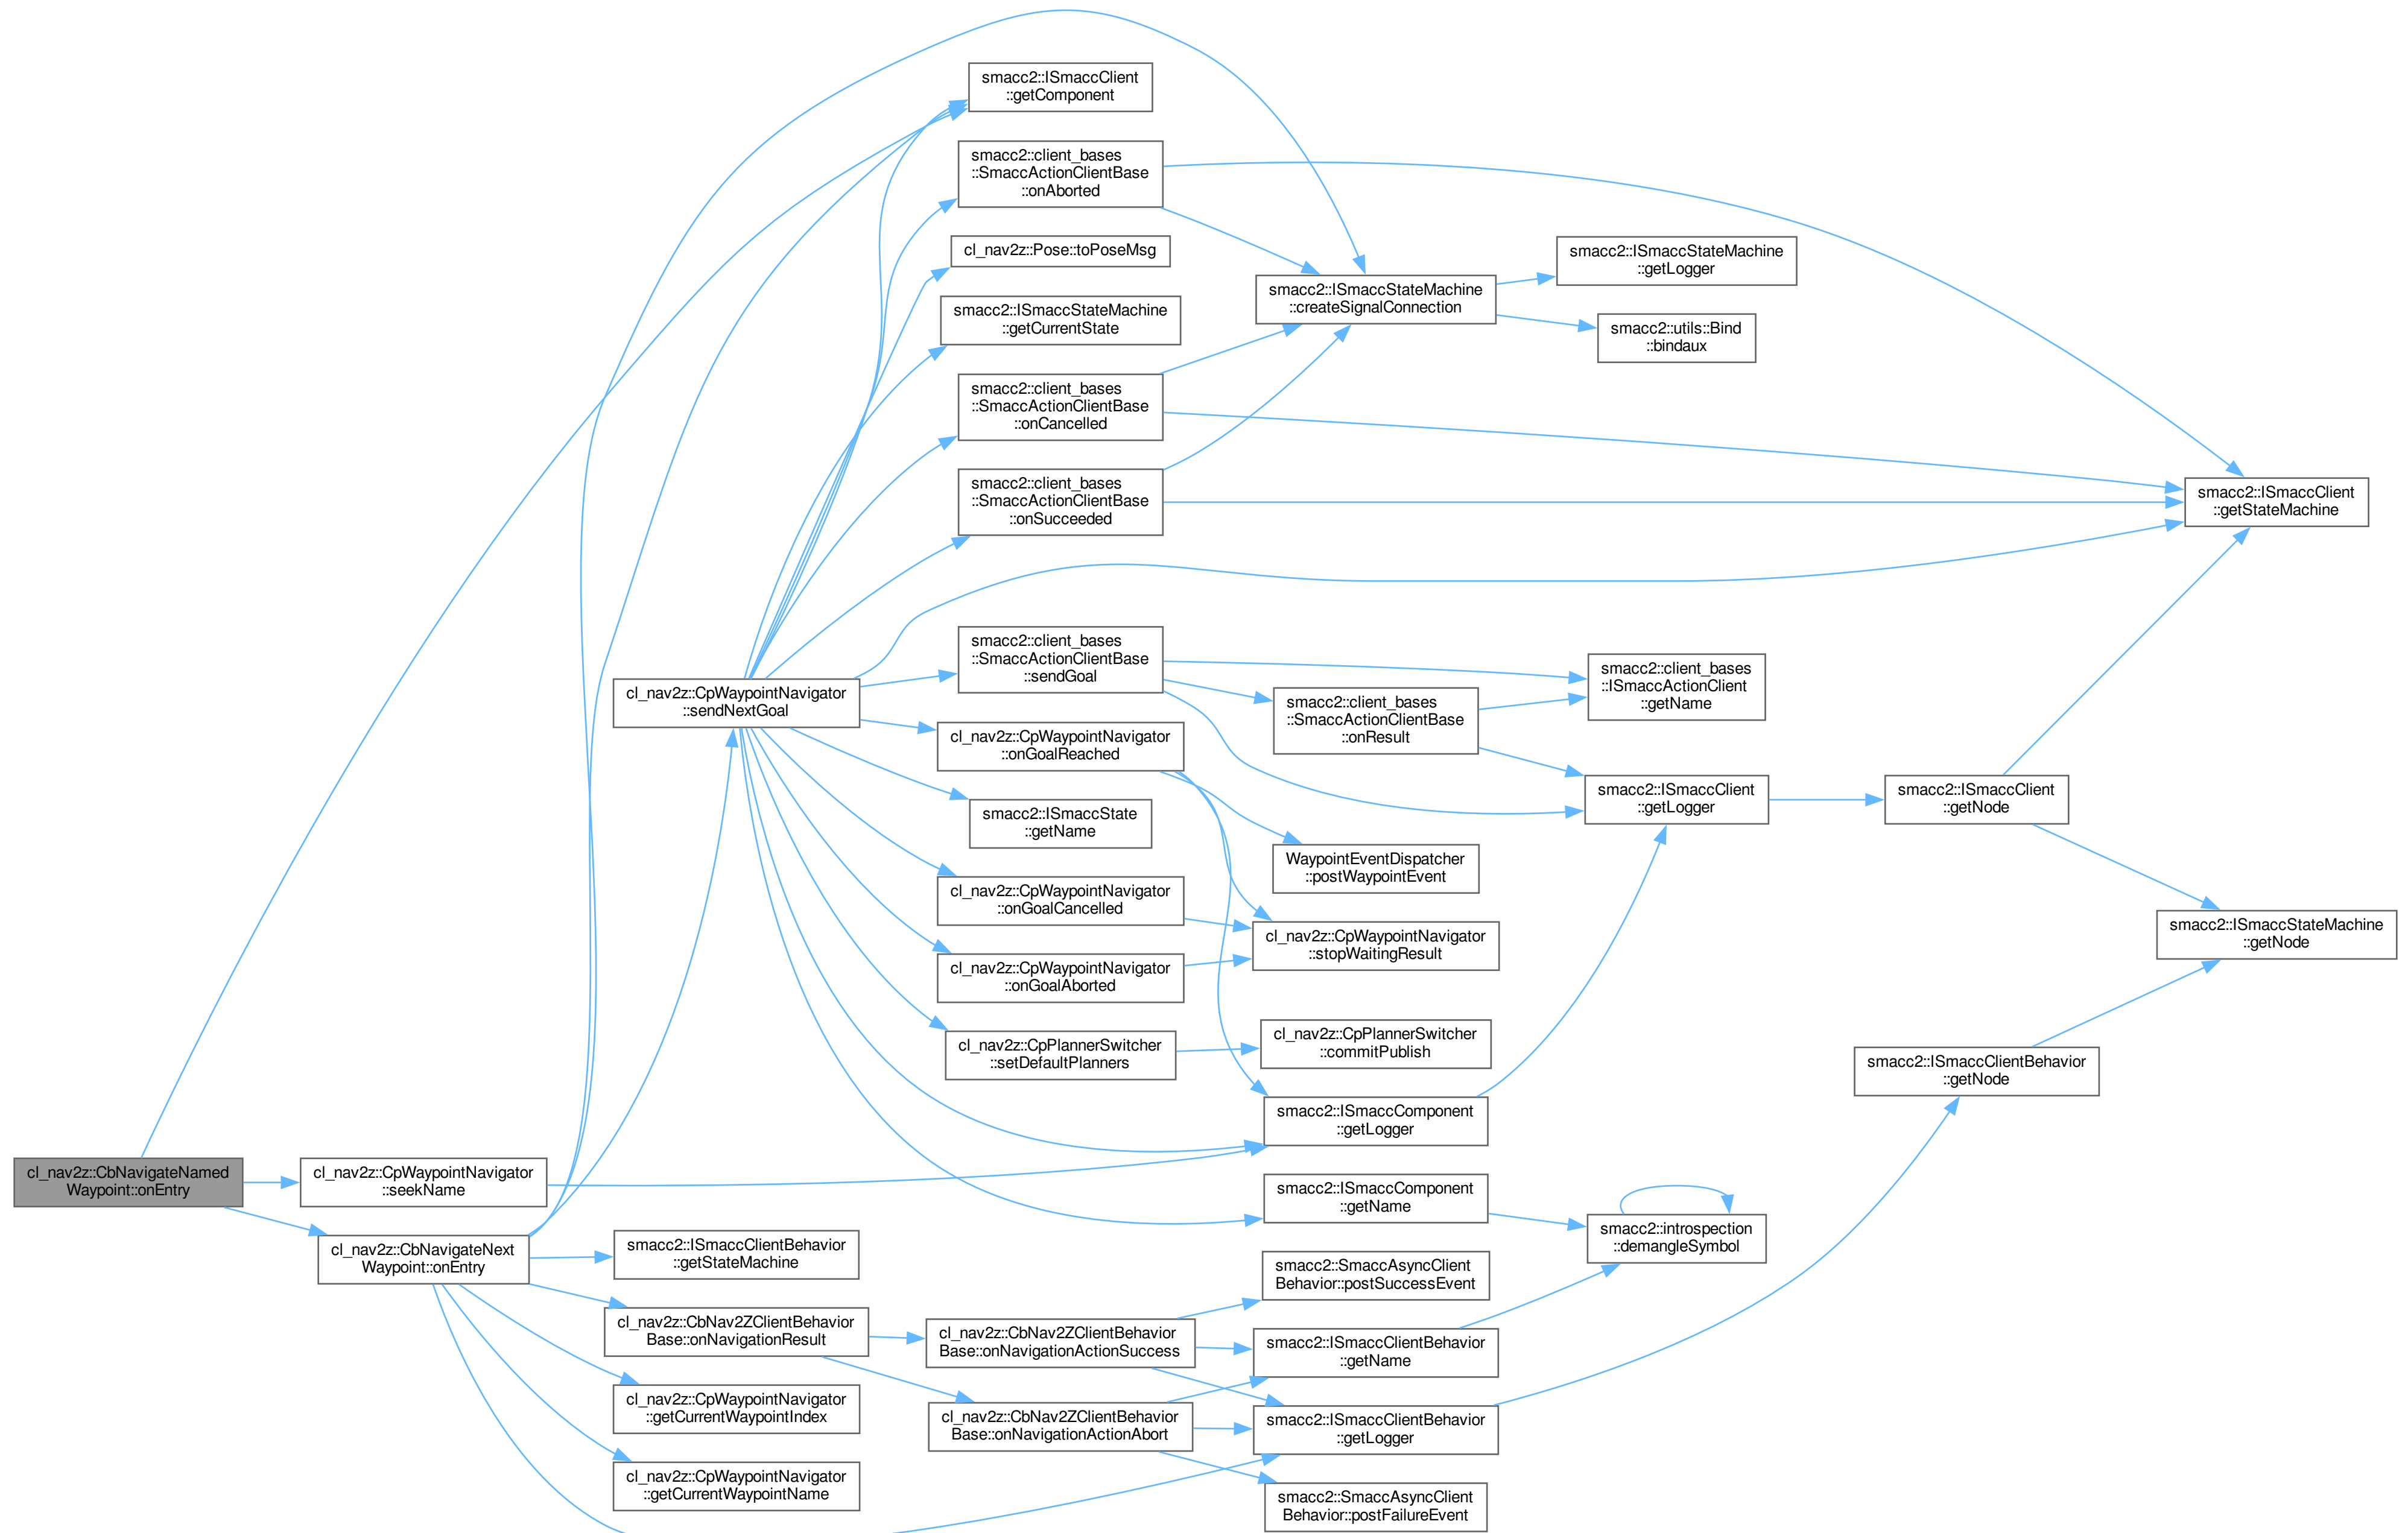 smacc2::ISmaccClient
::getComponent
smacc2::client_bases
::SmaccActionClientBase
::onAborted
cl_nav2z::Pose::toPoseMsg
smacc2::ISmaccStateMachine
::getLogger
smacc2::ISmaccStateMachine
::createSignalConnection
smacc2::ISmaccStateMachine
::getCurrentState
smacc2::utils::Bind
::bindaux
smacc2::client_bases
::SmaccActionClientBase
::onCancelled
smacc2::client_bases
::SmaccActionClientBase
::onSucceeded
smacc2::ISmaccClient
::getStateMachine
smacc2::client_bases
::SmaccActionClientBase
::sendGoal
smacc2::client_bases
::ISmaccActionClient
::getName
cl_nav2z::CpWaypointNavigator
::sendNextGoal
smacc2::client_bases
::SmaccActionClientBase
::onResult
cl_nav2z::CpWaypointNavigator
::onGoalReached
smacc2::ISmaccClient
::getLogger
smacc2::ISmaccClient
::getNode
smacc2::ISmaccState
::getName
WaypointEventDispatcher
::postWaypointEvent
cl_nav2z::CpWaypointNavigator
::onGoalCancelled
smacc2::ISmaccStateMachine
::getNode
cl_nav2z::CpWaypointNavigator
::stopWaitingResult
cl_nav2z::CpWaypointNavigator
::onGoalAborted
cl_nav2z::CpPlannerSwitcher
::commitPublish
cl_nav2z::CpPlannerSwitcher
::setDefaultPlanners
smacc2::ISmaccClientBehavior
::getNode
smacc2::ISmaccComponent
::getLogger
cl_nav2z::CbNavigateNamed
Waypoint::onEntry
cl_nav2z::CpWaypointNavigator
::seekName
smacc2::ISmaccComponent
::getName
smacc2::introspection
::demangleSymbol
cl_nav2z::CbNavigateNext
Waypoint::onEntry
smacc2::ISmaccClientBehavior
::getStateMachine
smacc2::SmaccAsyncClient
Behavior::postSuccessEvent
cl_nav2z::CbNav2ZClientBehavior
Base::onNavigationResult
cl_nav2z::CbNav2ZClientBehavior
Base::onNavigationActionSuccess
smacc2::ISmaccClientBehavior
::getName
cl_nav2z::CpWaypointNavigator
::getCurrentWaypointIndex
cl_nav2z::CbNav2ZClientBehavior
Base::onNavigationActionAbort
smacc2::ISmaccClientBehavior
::getLogger
cl_nav2z::CpWaypointNavigator
::getCurrentWaypointName
smacc2::SmaccAsyncClient
Behavior::postFailureEvent